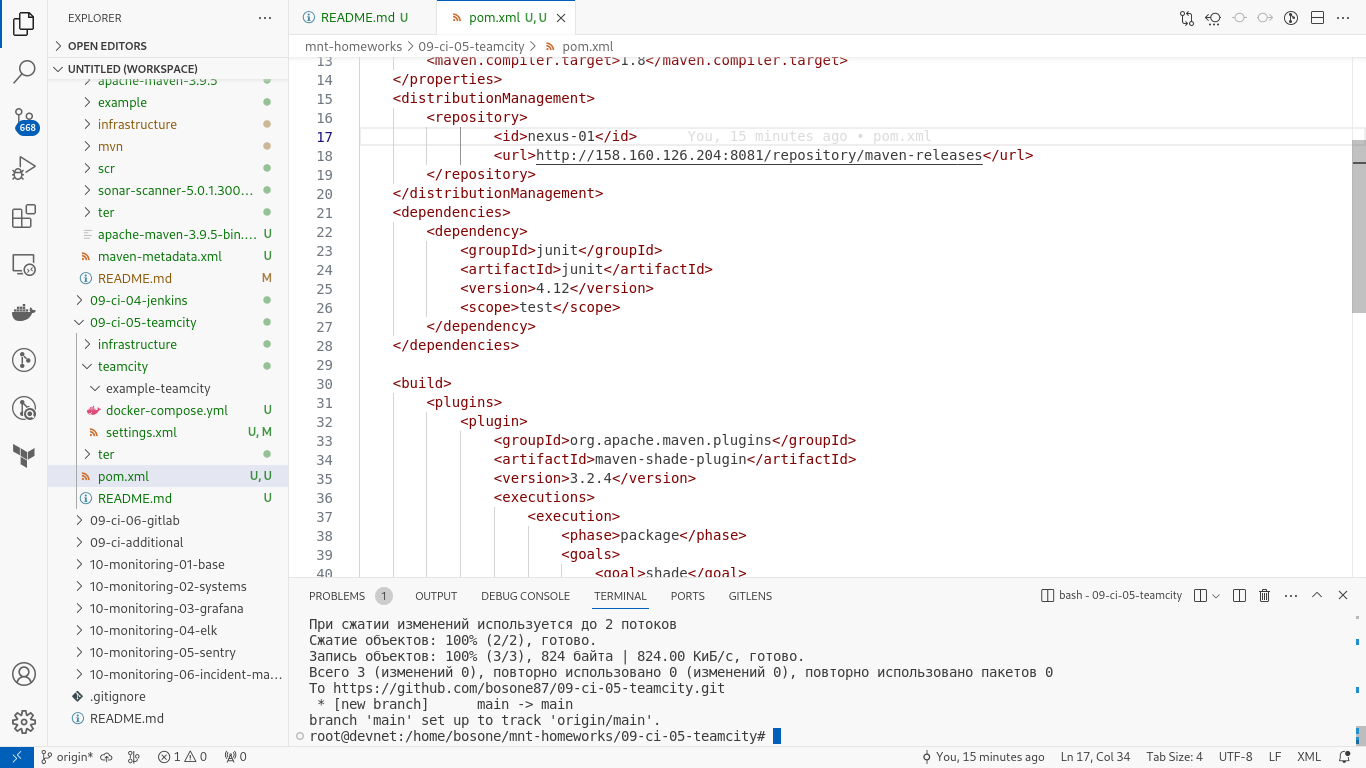 EXPLORER
OPEN EDITORS
UNTITLED (WORKSPACE)
apache-maven-3.9.5
example
infrastructure
mvn
scr
sonar-scanner-5.0.1.300...
ter
apache-maven-3.9.5-bin.... U
maven-metadata.xml U
README.md M
09-ci-04-jenkins
09-ci-05-teamcity
infrastructure
teamcity
example-teamcity
docker-compose.yml U
settings.xml U, M
ter
pom.xml U, U
README.md U
09-ci-06-gitlab
09-ci-additional
10-monitoring-01-base
10-monitoring-02-systems
10-monitoring-03-grafana
10-monitoring-04-elk
10-monitoring-05-sentry
10-monitoring-06-incident-ma...
.gitignore
README.md
668
README.md U
pom.xml U, U
mnt-homeworks > 09-ci-05-teamcity > pom.xml
13 <maven.compiler.target>1.8</maven.compiler.target>
14 </properties>
15 <distributionManagement>
16 <repository>
17 <id>nexus-01</id> You, 15 minutes ago • pom.xml
18 <url>http://158.160.126.204:8081/repository/maven-releases</url>
19 </repository>
20 </distributionManagement>
21 <dependencies>
22 <dependency>
23 <groupId>junit</groupId>
24 <artifactId>junit</artifactId>
25 <version>4.12</version>
26 <scope>test</scope>
27 </dependency>
28 </dependencies>
29
30 <build>
31 <plugins>
32 <plugin>
33 <groupId>org.apache.maven.plugins</groupId>
34 <artifactId>maven-shade-plugin</artifactId>
35 <version>3.2.4</version>
36 <executions>
37 <execution>
38 <phase>package</phase>
39 <goals>
40 <goal>shade</goal>
PROBLEMS 1 OUTPUT DEBUG CONSOLE TERMINAL PORTS GITLENS bash - 09-ci-05-teamcity
При сжатии изменений используется до 2 потоков
Сжатие объектов: 100% (2/2), готово.
Запись объектов: 100% (3/3), 824 байта | 824.00 КиБ/с, готово.
Всего 3 (изменений 0), повторно использовано 0 (изменений 0), повторно использовано пакетов 0
To https://github.com/bosone87/09-ci-05-teamcity.git
* [new branch] main -> main
branch 'main' set up to track 'origin/main'.
root@devnet:/home/bosone/mnt-homeworks/09-ci-05-teamcity#
origin* 1 0 0 You, 15 minutes ago Ln 17, Col 34 Tab Size: 4 UTF-8 LF XML